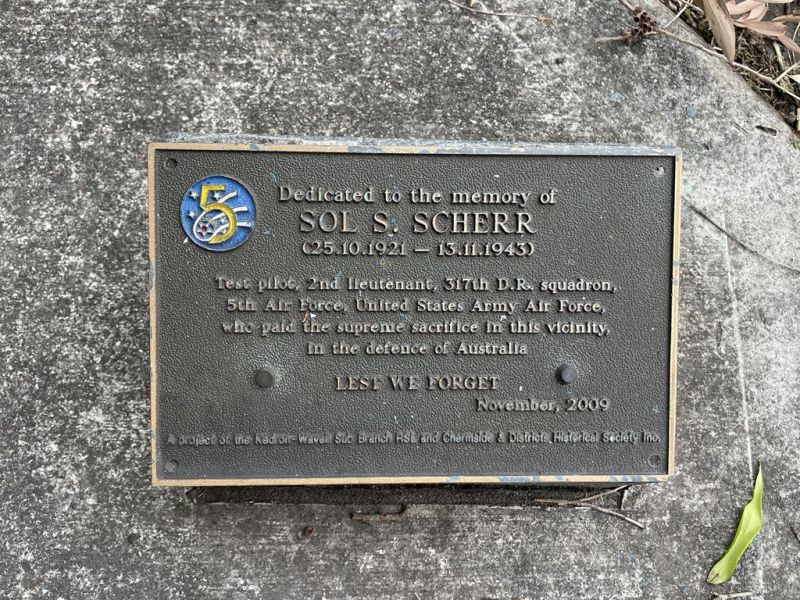 5
Dedicated to the memory of
SOL S. SCHERR
(25.10.1921 — 13.11.1943)
Test pilot, 2nd lieutenant, 317th D.R. squadron,
5th Air Force, United States Army Air Force,
who paid the supreme sacrifice in this vicinity,
in the defence of Australia
LEST WE FORGET
November, 2009
A project of the Kedron-Wavell Sub Branch RSL and Chermside & Districts Historical Society Inc.